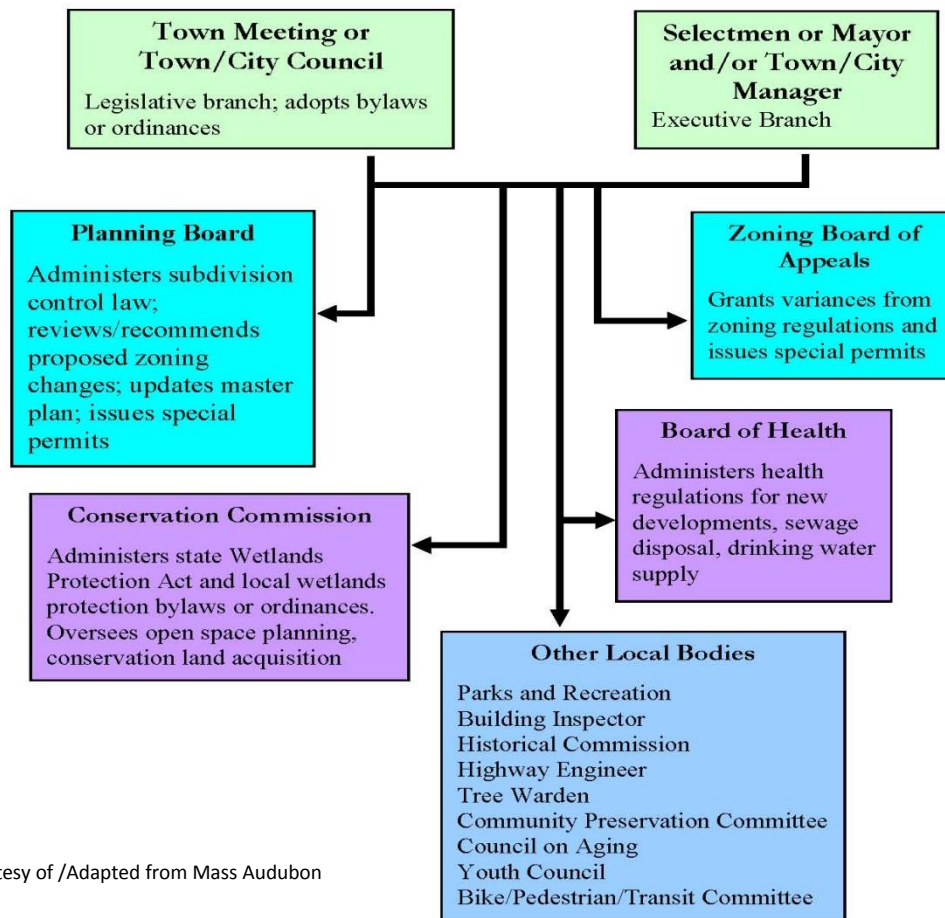 Town Meeting or
Town/City Council
Legislative branch; adopts bylaws
or ordinances
Selectmen or Mayor
and/or Town/City
Manager
Executive Branch
Planning Board
Administers subdivision
control law;
reviews/recommends
proposed zoning
changes; updates master
plan; issues special
permits
Zoning Board of
Appeals
Grants variances from
zoning regulations and
issues special permits
Board of Health
Administers health
regulations for new
developments, sewage
disposal, drinking water
supply
Conservation Commission
Administers state Wetlands
Protection Act and local wetlands
protection bylaws or ordinances.
Oversees open space planning,
conservation land acquisition
Other Local Bodies
Parks and Recreation
Building Inspector
Historical Commission
Highway Engineer
Tree Warden
Community Preservation Committee
Council on Aging
Youth Council
Bike/Pedestrian/Transit Committee
tesy of /Adapted from Mass Audubon